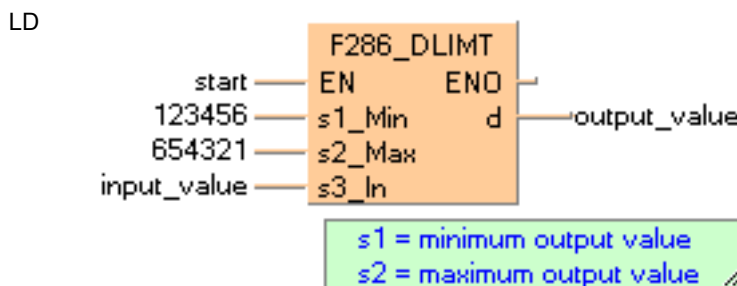 LD
F286_DLIMT
start EN ENO
123456 s1_Min d output_value
654321 s2_Max
input_value s3_In
s1 = minimum output value
s2 = maximum output value